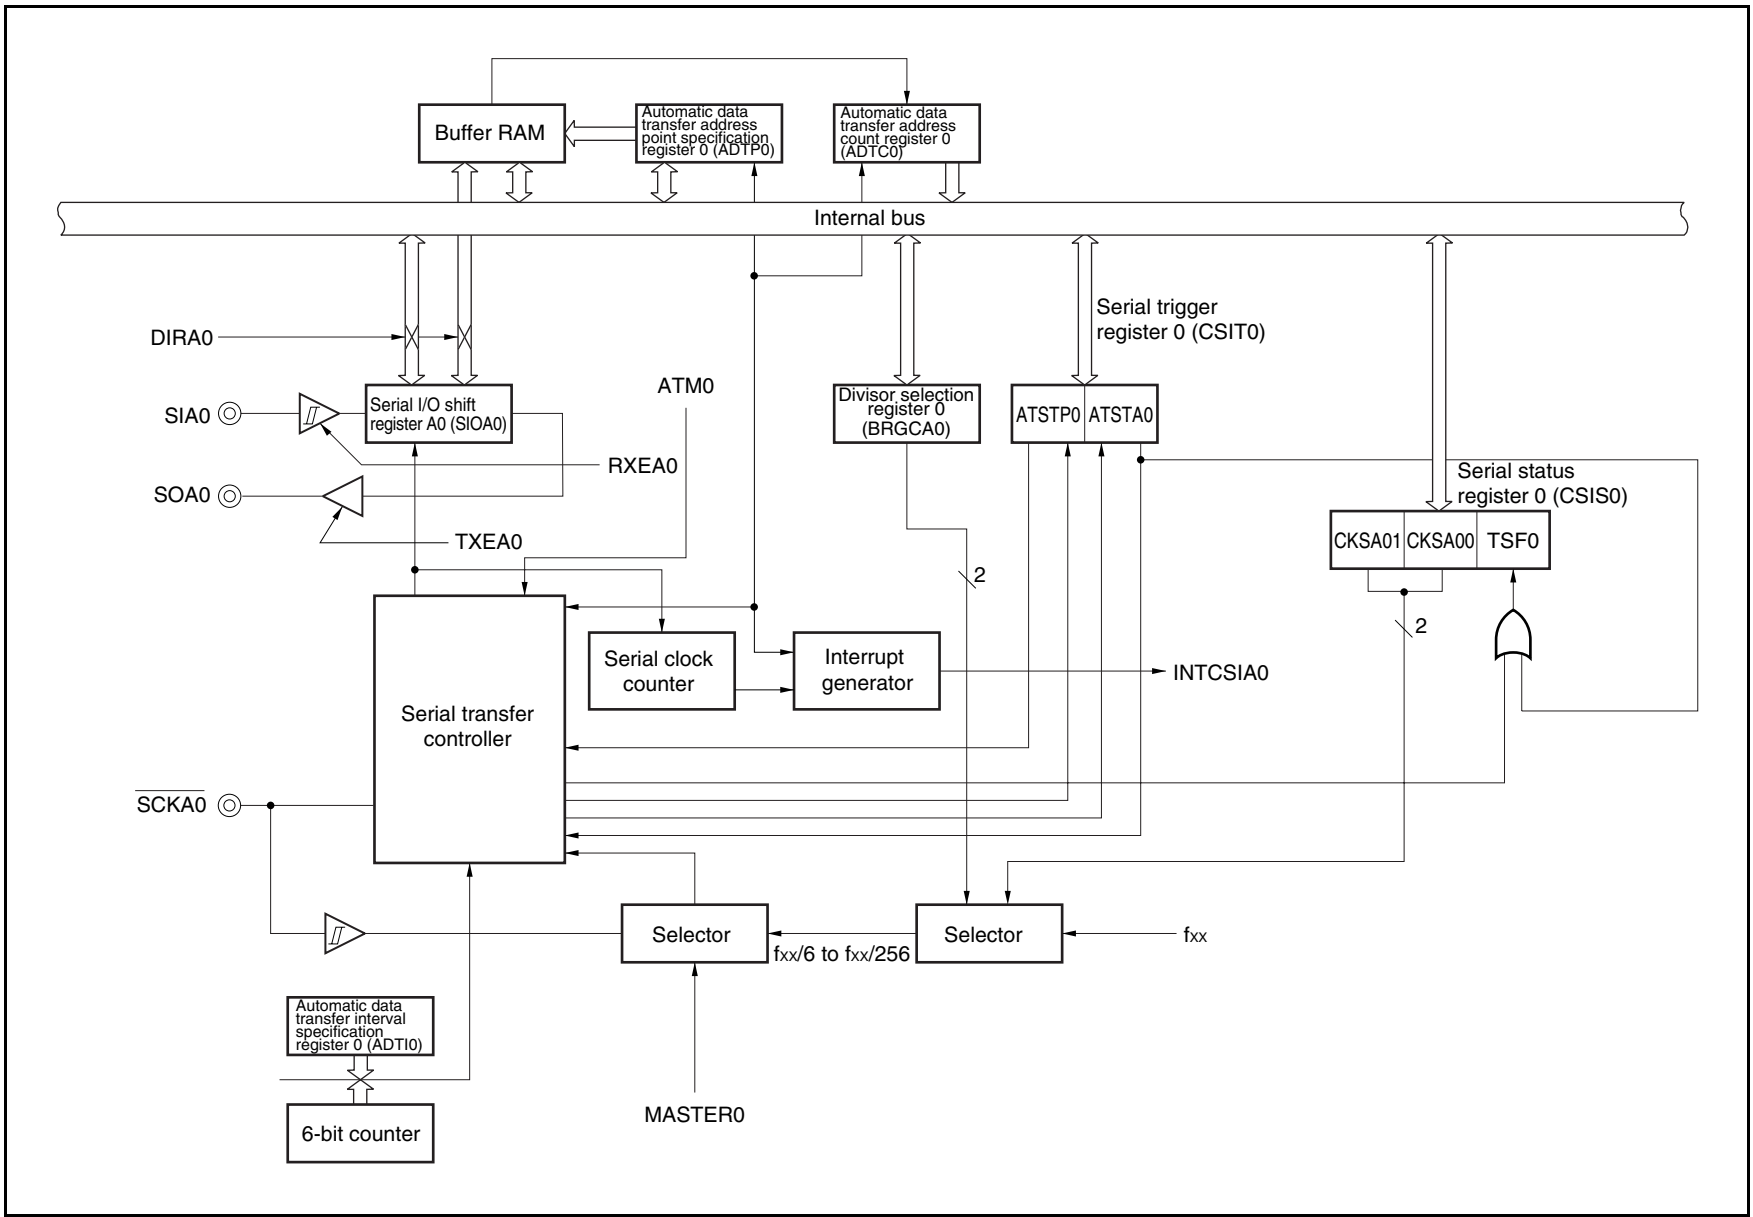 Buffer RAM
Automatic data
transfer address
point specification
register 0 (ADTP0)
Automatic data
transfer address
count register 0
(ADTC0)
Internal bus
DIRA0
Serial trigger
register 0 (CSIT0)
SIA0
Serial I/O shift
register A0 (SIOA0)
ATM0
Divisor selection
register 0
(BRGCA0)
ATSTP0
ATSTA0
RXEA0
SOA0
TXEA0
Serial status
register 0 (CSIS0)
CKSA01
CKSA00
TSF0
2
2
Serial clock
counter
Interrupt
generator
INTCSIA0
Serial transfer
controller
SCKA0
Selector
fxx/6 to fxx/256
Selector
fxx
Automatic data
transfer interval
specification
register 0 (ADTI0)
6-bit counter
MASTER0